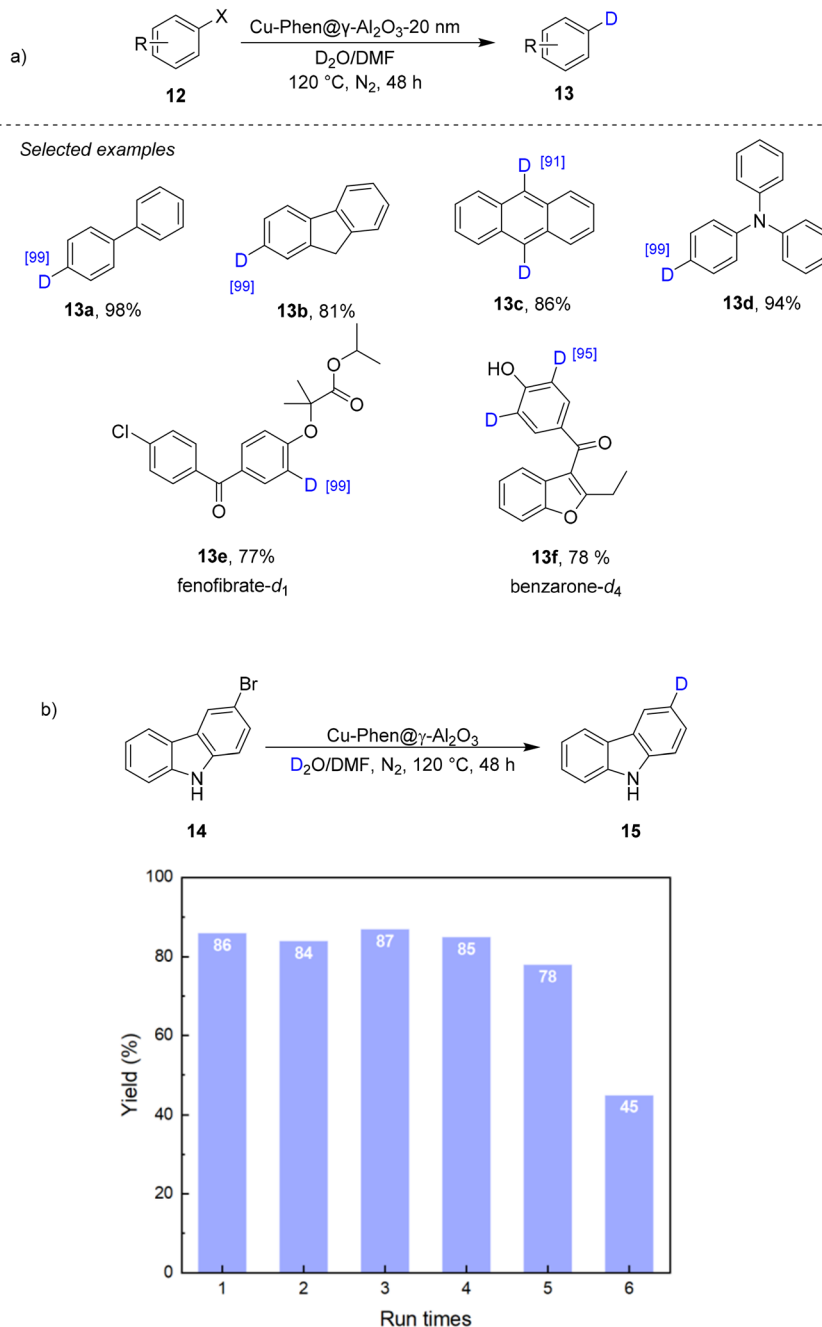 a)
R
X
12
Cu-Phen@γ-Al₂O₃-20 nm
D₂O/DMF
120 °C, N₂, 48 h
R
D
13
Selected examples
[99]
D
13a, 98%
D
[99]
13b, 81%
D [91]
D
13c, 86%
N
[99]
D
13d, 94%
O
O
O
Cl
O
D [99]
13e, 77%
fenofibrate-d₁
HO
D [95]
D
O
O
13f, 78 %
benzarone-d₄
b)
Br
N
H
14
Cu-Phen@γ-Al₂O₃
D₂O/DMF, N₂, 120 °C, 48 h
D
N
H
15
Yield (%)
100
80
60
40
20
0
86
84
87
85
78
45
1 2 3 4 5 6
Run times